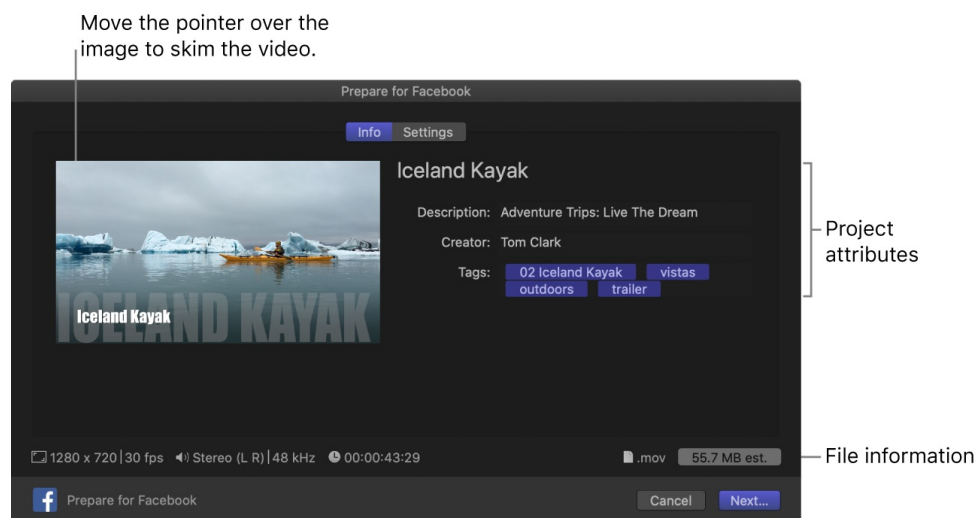 Move the pointer over the
image to skim the video.
Prepare for Facebook
Info Settings
Iceland Kayak
Description: Adventure Trips: Live The Dream
Creator: Tom Clark
Tags: 02 Iceland Kayak vistas
outdoors trailer
Project
attributes
ICELAND KAYAK
Iceland Kayak
1280 x 720 | 30 fps Stereo (L R) | 48 kHz 00:00:43:29 .mov 55.7 MB est.
File information
f Prepare for Facebook Cancel Next...